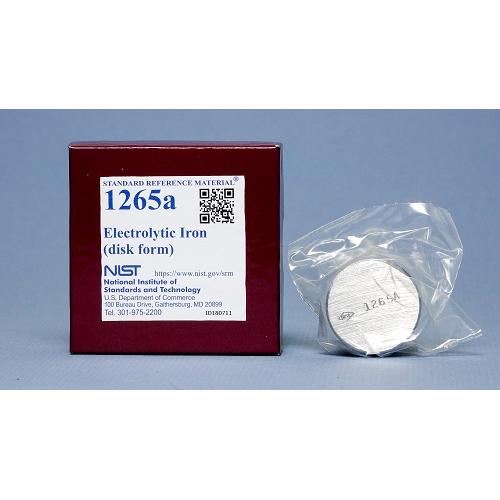 STANDARD REFERENCE MATERIAL®
1265a
Electrolytic Iron
(disk form)
NIST https://www.nist.gov/srm
National Institute of
Standards and Technology
U.S. Department of Commerce
100 Bureau Drive, Gaithersburg, MD 20899
Tel. 301-975-2200 ID180711
1265A